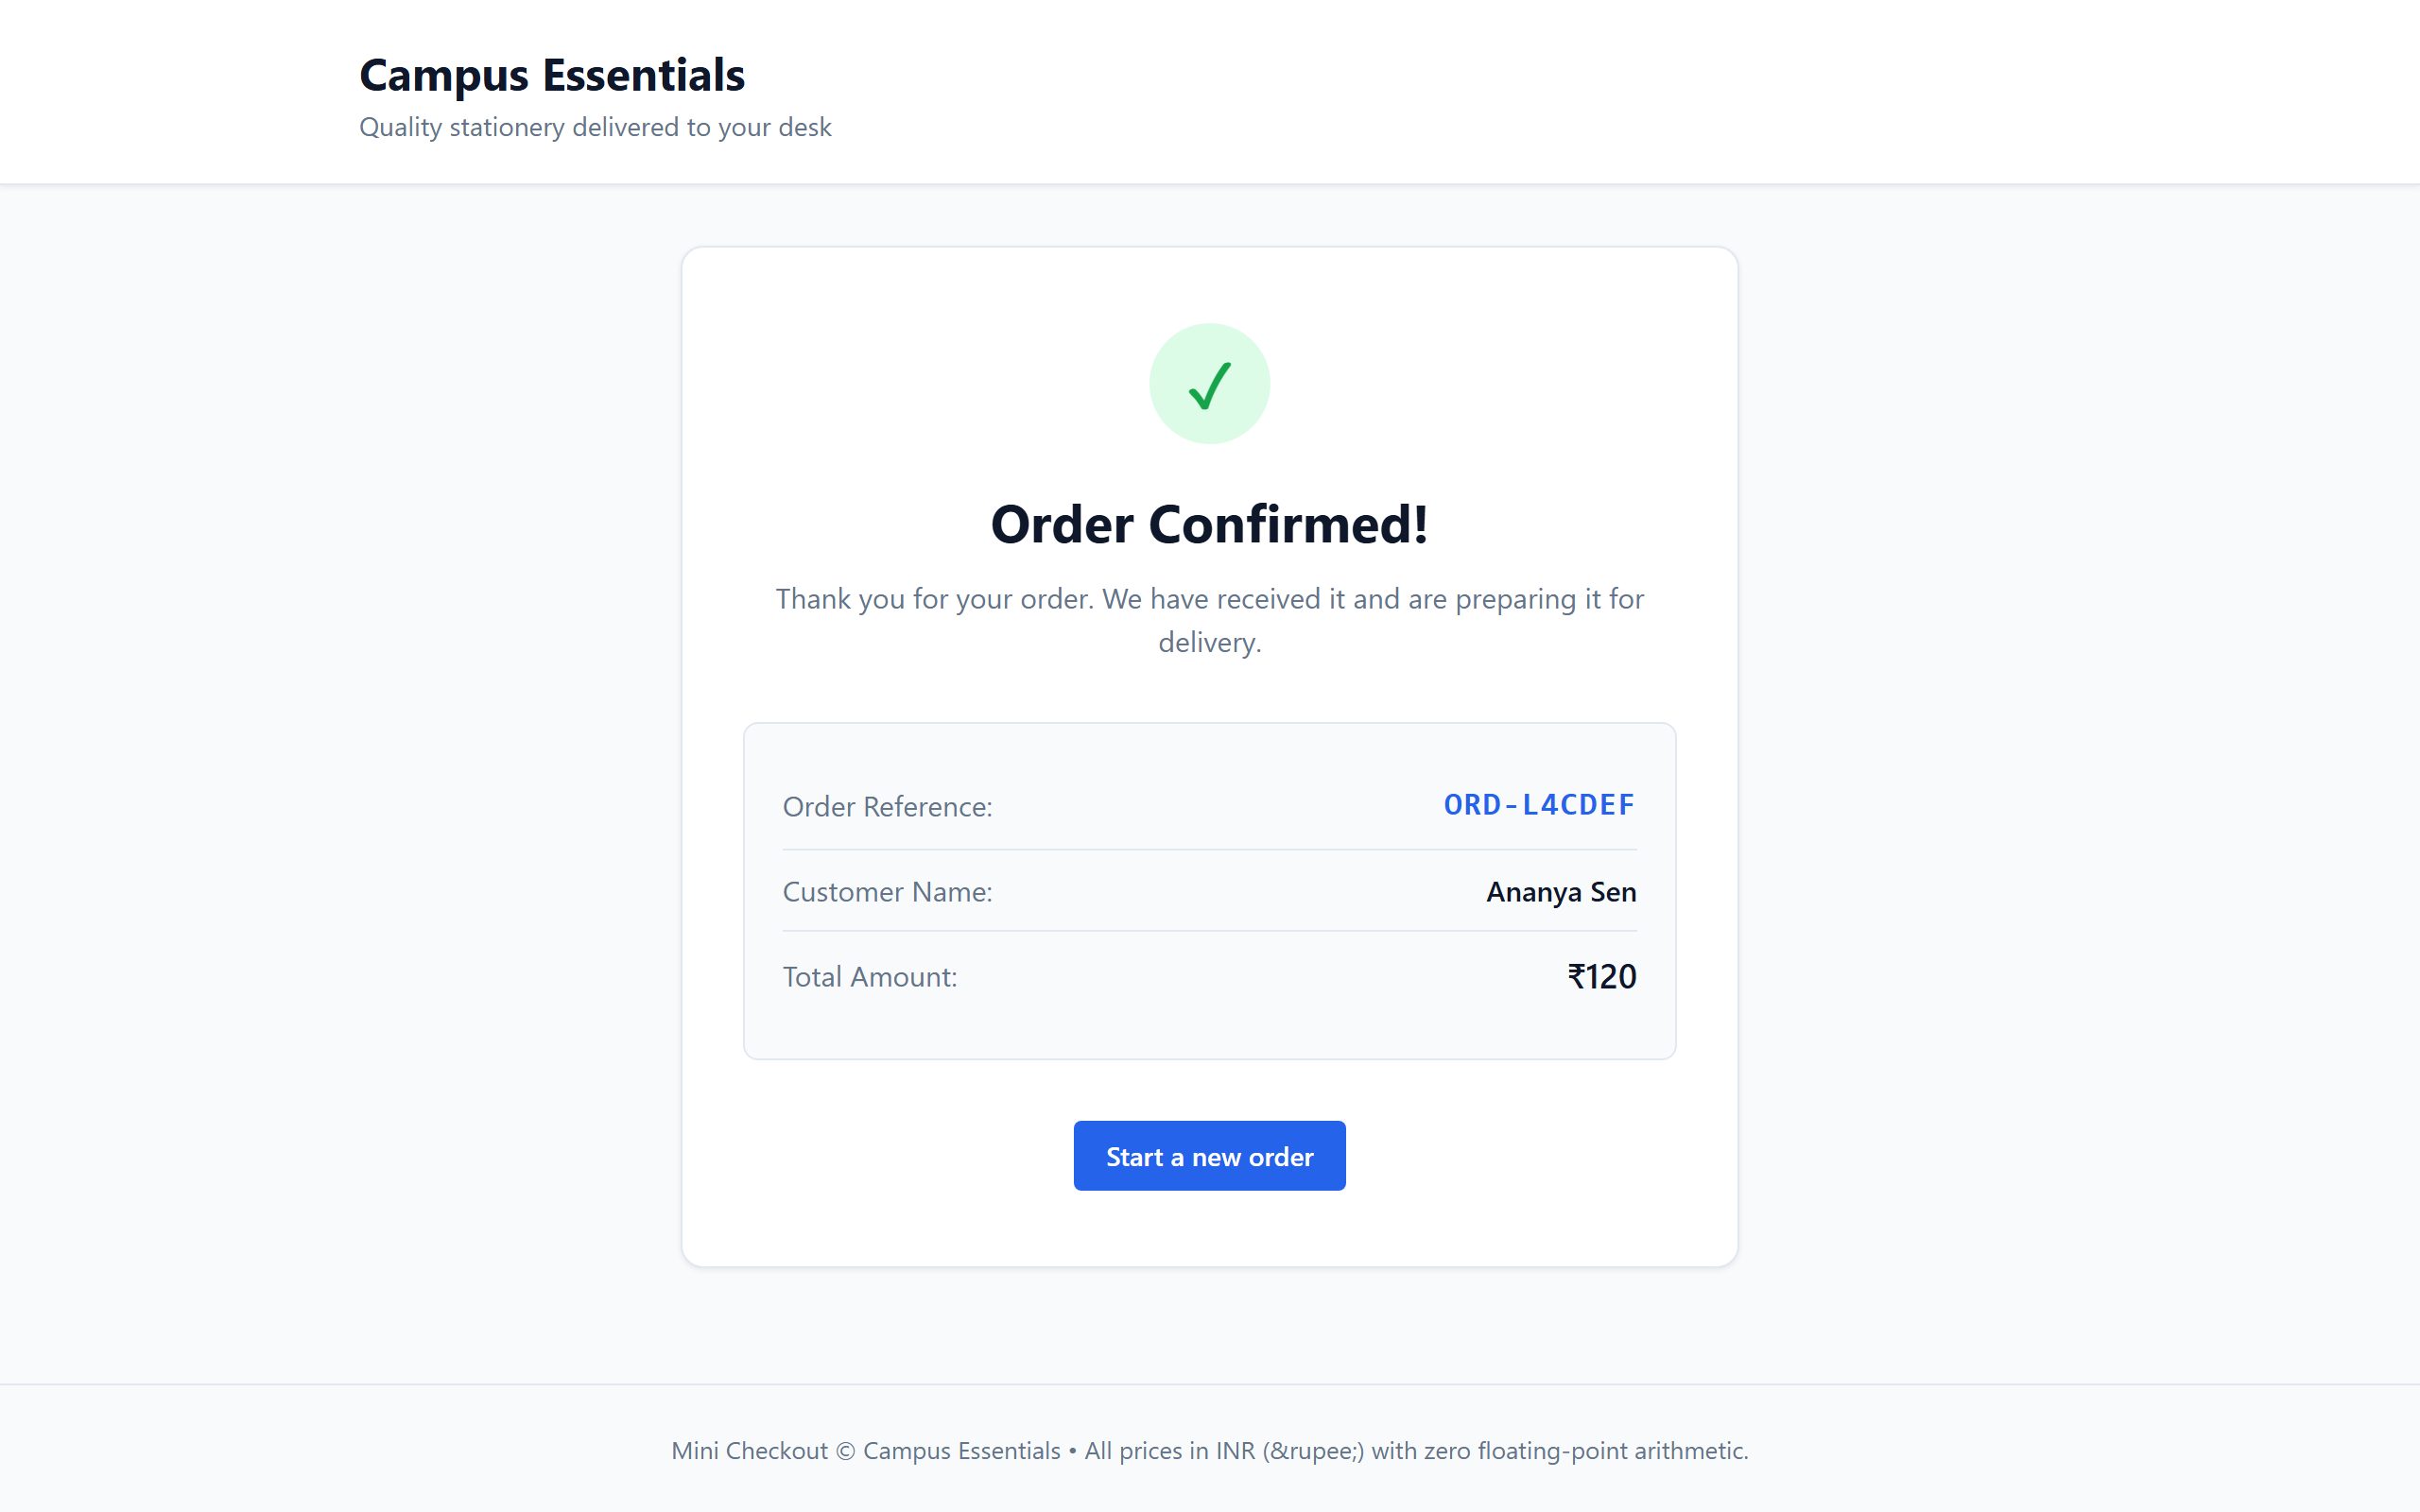 Campus Essentials
Quality stationery delivered to your desk
✓
Order Confirmed!
Thank you for your order. We have received it and are preparing it for
delivery.
Order Reference: ORD-L4CDEF
Customer Name: Ananya Sen
Total Amount: ₹120
Start a new order
Mini Checkout © Campus Essentials • All prices in INR (&rupee;) with zero floating-point arithmetic.